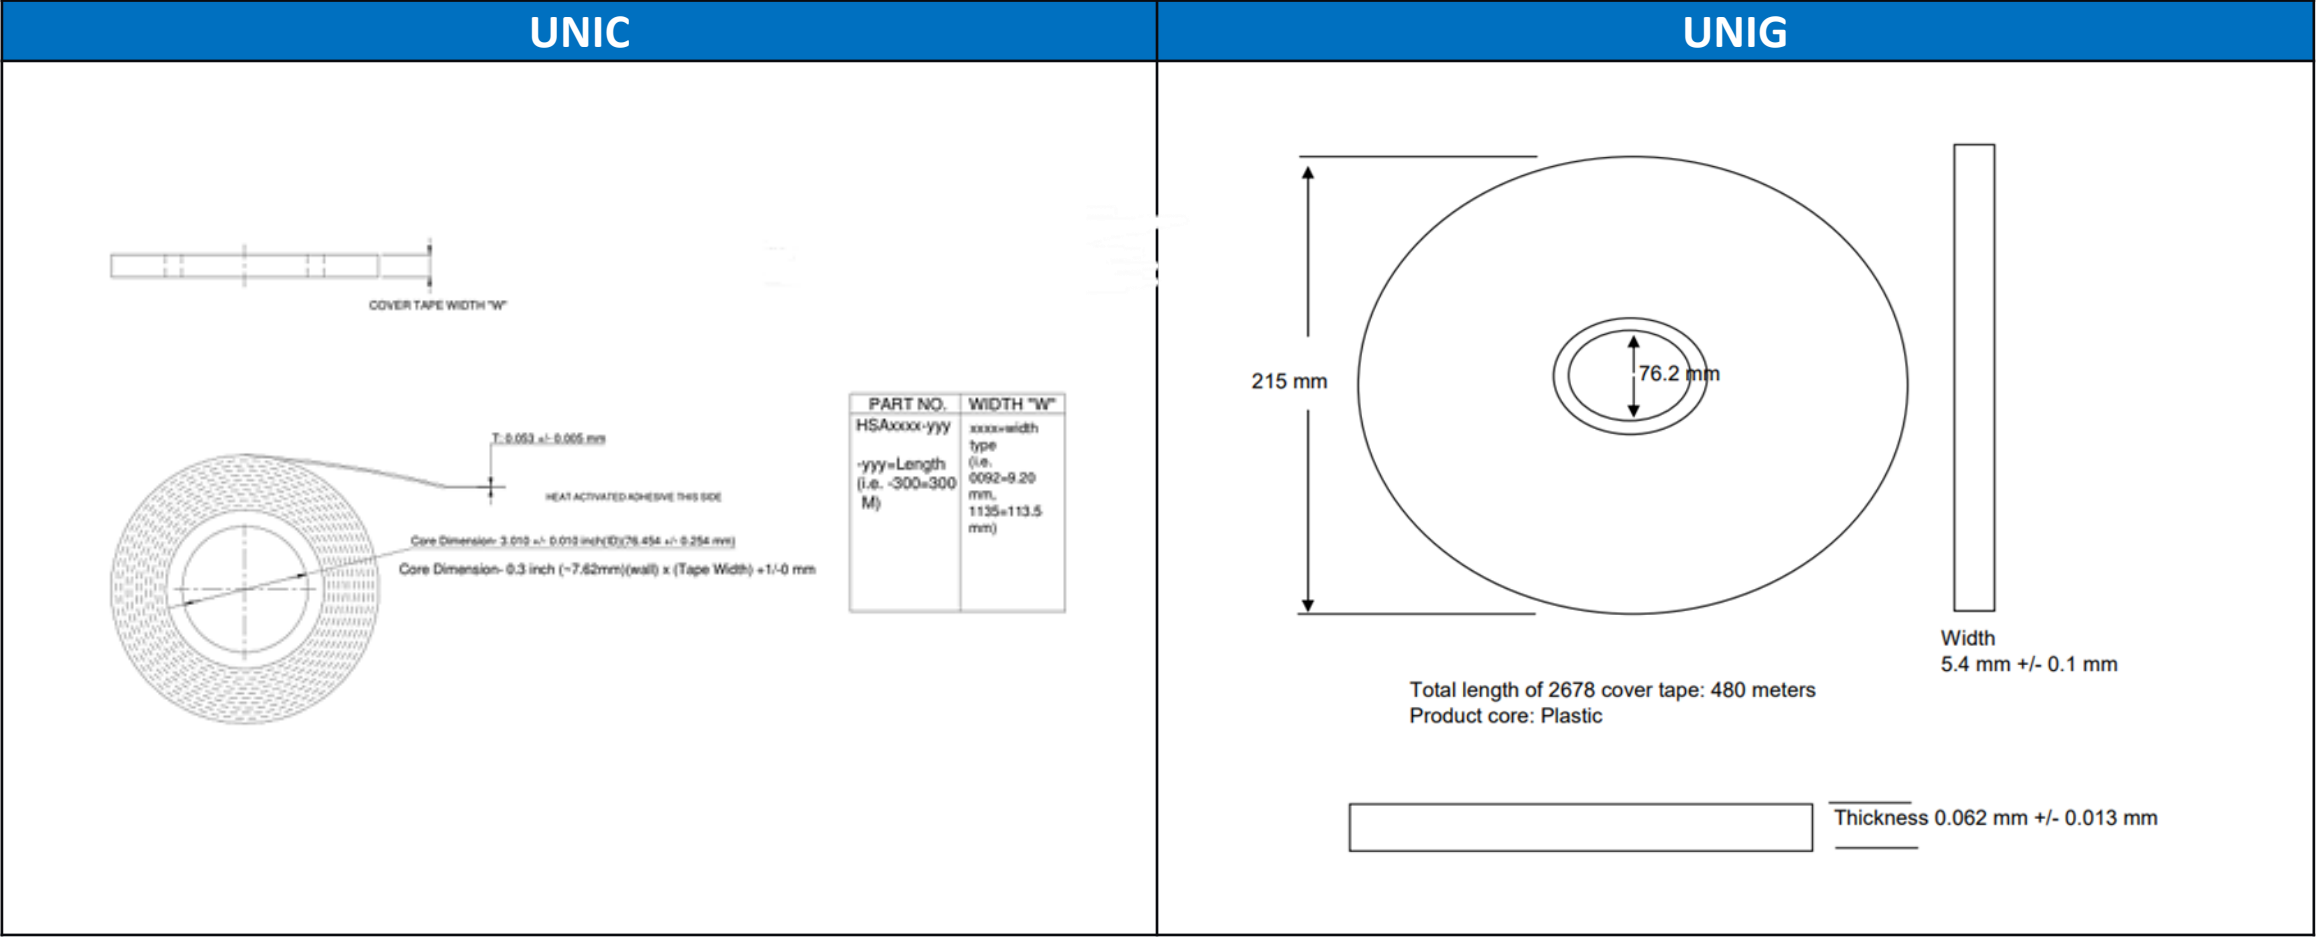 UNIC
UNIG
COVER TAPE WIDTH "W"
T: 0.053 +/- 0.005 mm
HEAT ACTIVATED ADHESIVE THIS SIDE
Core Dimension- 3.010 +/- 0.010 inch(ID)(76.454 +/- 0.254 mm)
Core Dimension- 0.3 inch (~7.62mm)(wall) x (Tape Width) +1/-0 mm
PART NO.
HSAxxxx-yyy
-yyy=Length
(i.e. -300=300
M)
WIDTH "W"
xxxx=width
type
(i.e.
0092=9.20
mm,
1135=113.5
mm)
215 mm
76.2 mm
Width
5.4 mm +/- 0.1 mm
Total length of 2678 cover tape: 480 meters
Product core: Plastic
Thickness 0.062 mm +/- 0.013 mm